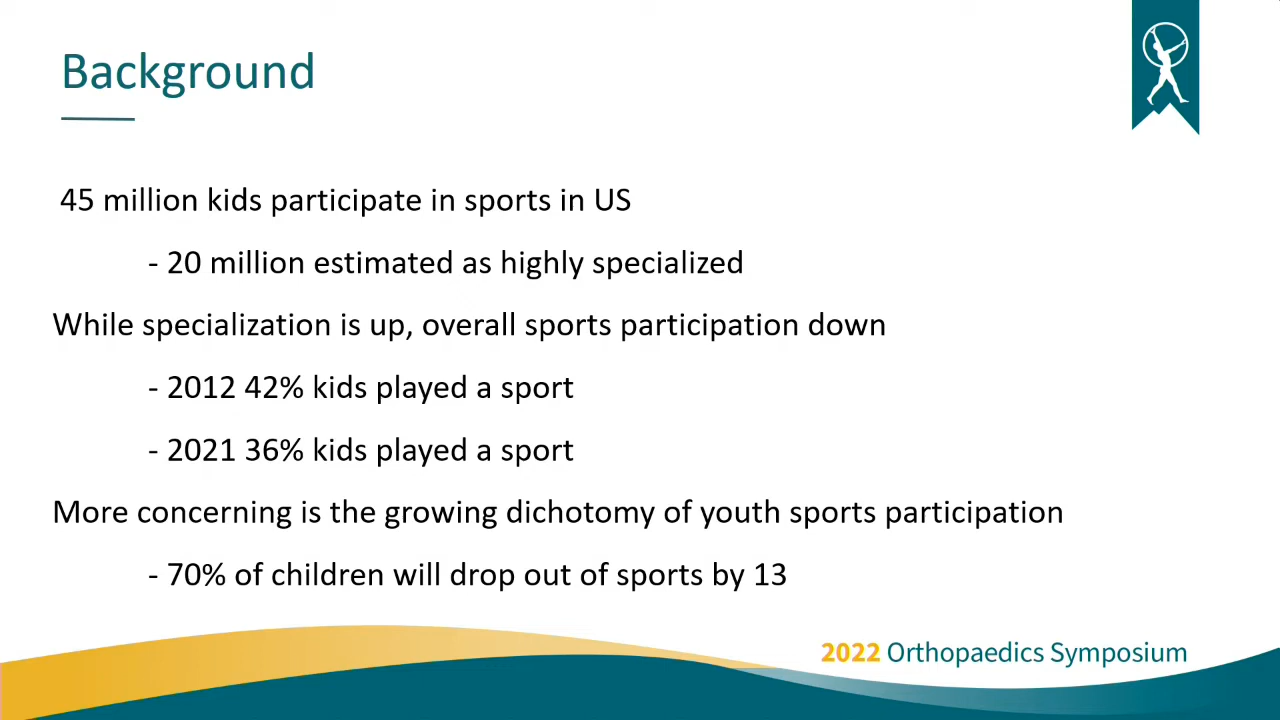 Background
45 million kids participate in sports in US
- 20 million estimated as highly specialized
While specialization is up, overall sports participation down
- 2012 42% kids played a sport
- 2021 36% kids played a sport
More concerning is the growing dichotomy of youth sports participation
- 70% of children will drop out of sports by 13
2022 Orthopaedics Symposium